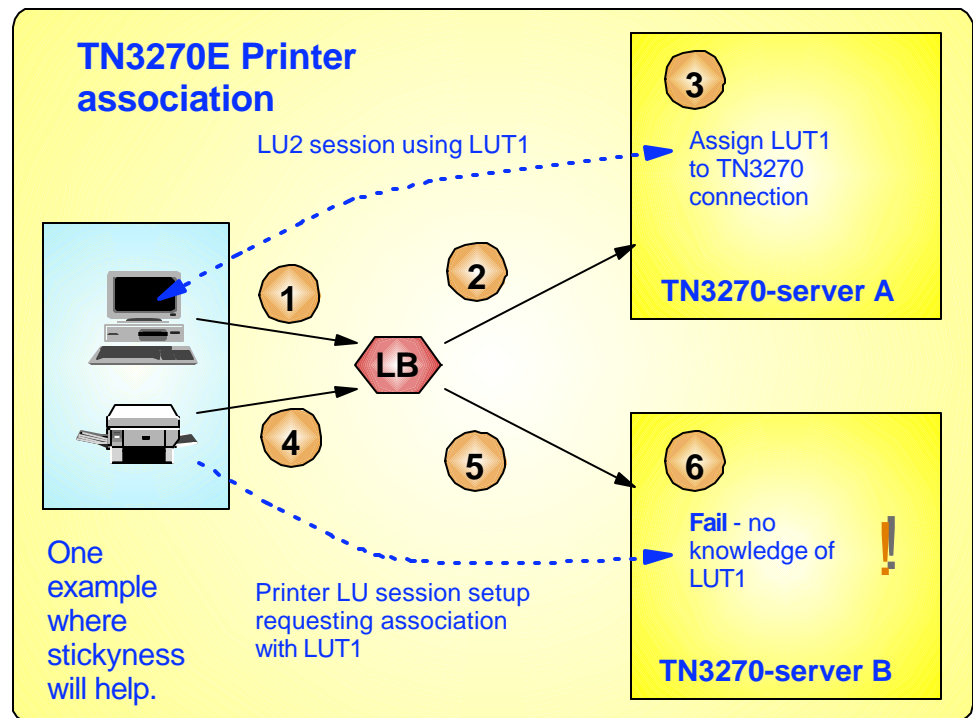 TN3270E Printer
association
LU2 session using LUT1
3
Assign LUT1
to TN3270
connection
TN3270-server A
1
2
LB
4
5
6
Fail - no
knowledge of
LUT1
!
TN3270-server B
One
example
where
stickyness
will help.
Printer LU session setup
requesting association
with LUT1